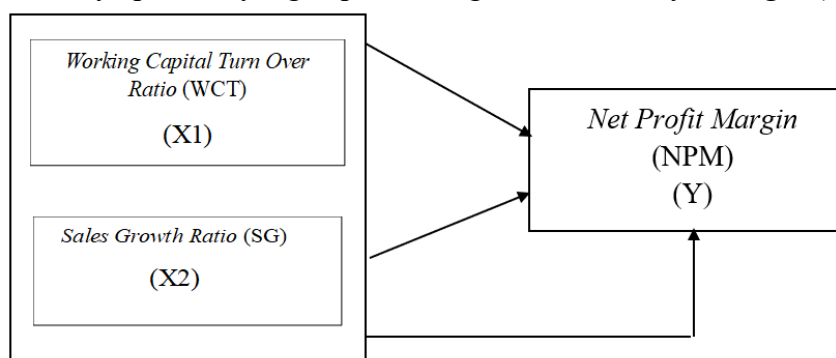 Working Capital Turn Over
Ratio (WCT)
(X1)
Net Profit Margin
(NPM)
(Y)
Sales Growth Ratio (SG)
(X2)